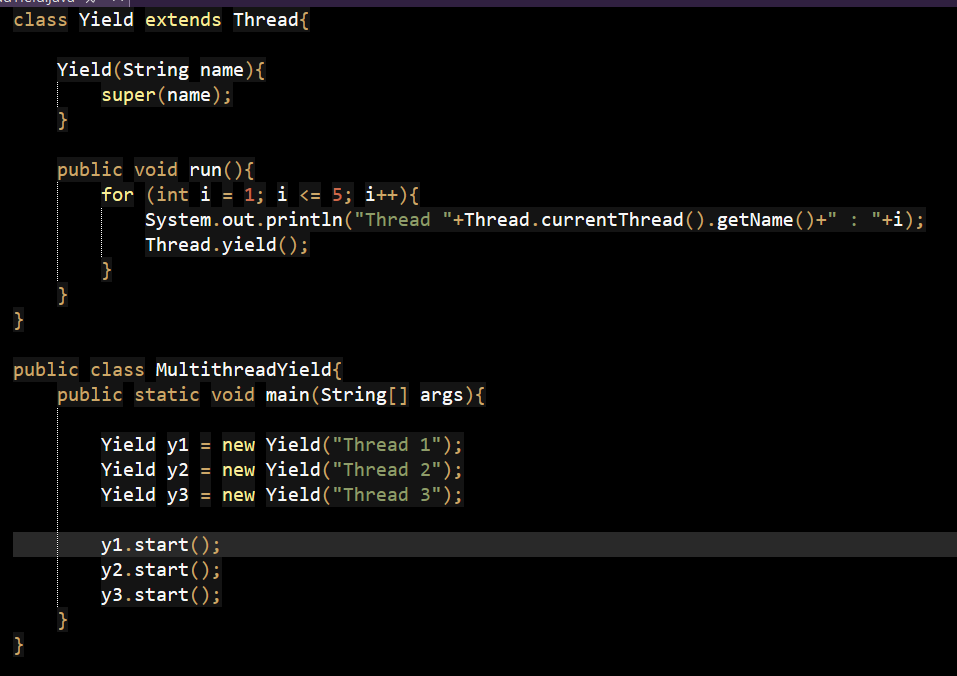 class Yield extends Thread{
Yield(String name){
super(name);
}
public void run(){
for (int i = 1; i <= 5; i++){
System.out.println("Thread "+Thread.currentThread().getName()+" : "+i);
Thread.yield();
}
}
}
public class MultithreadYield{
public static void main(String[] args){
Yield y1 = new Yield("Thread 1");
Yield y2 = new Yield("Thread 2");
Yield y3 = new Yield("Thread 3");
y1.start();
y2.start();
y3.start();
}
}